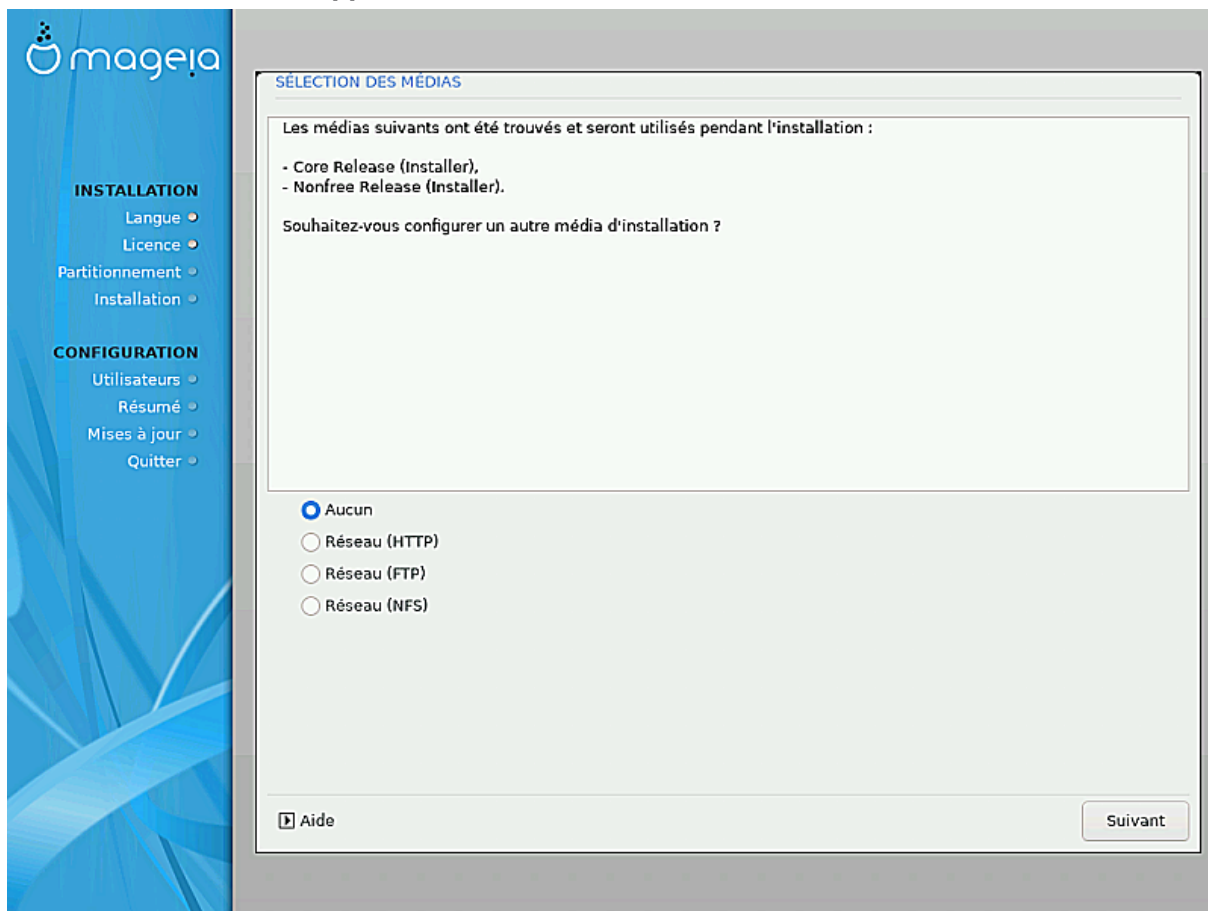 mageia
INSTALLATION
Langue
Licence
Partitionnement
Installation
CONFIGURATION
Utilisateurs
Résumé
Mises à jour
Quitter
SÉLECTION DES MÉDIAS
Les médias suivants ont été trouvés et seront utilisés pendant l'installation :
- Core Release (Installer),
- Nonfree Release (Installer).
Souhaitez-vous configurer un autre média d'installation ?
Aucun
Réseau (HTTP)
Réseau (FTP)
Réseau (NFS)
Aide
Suivant